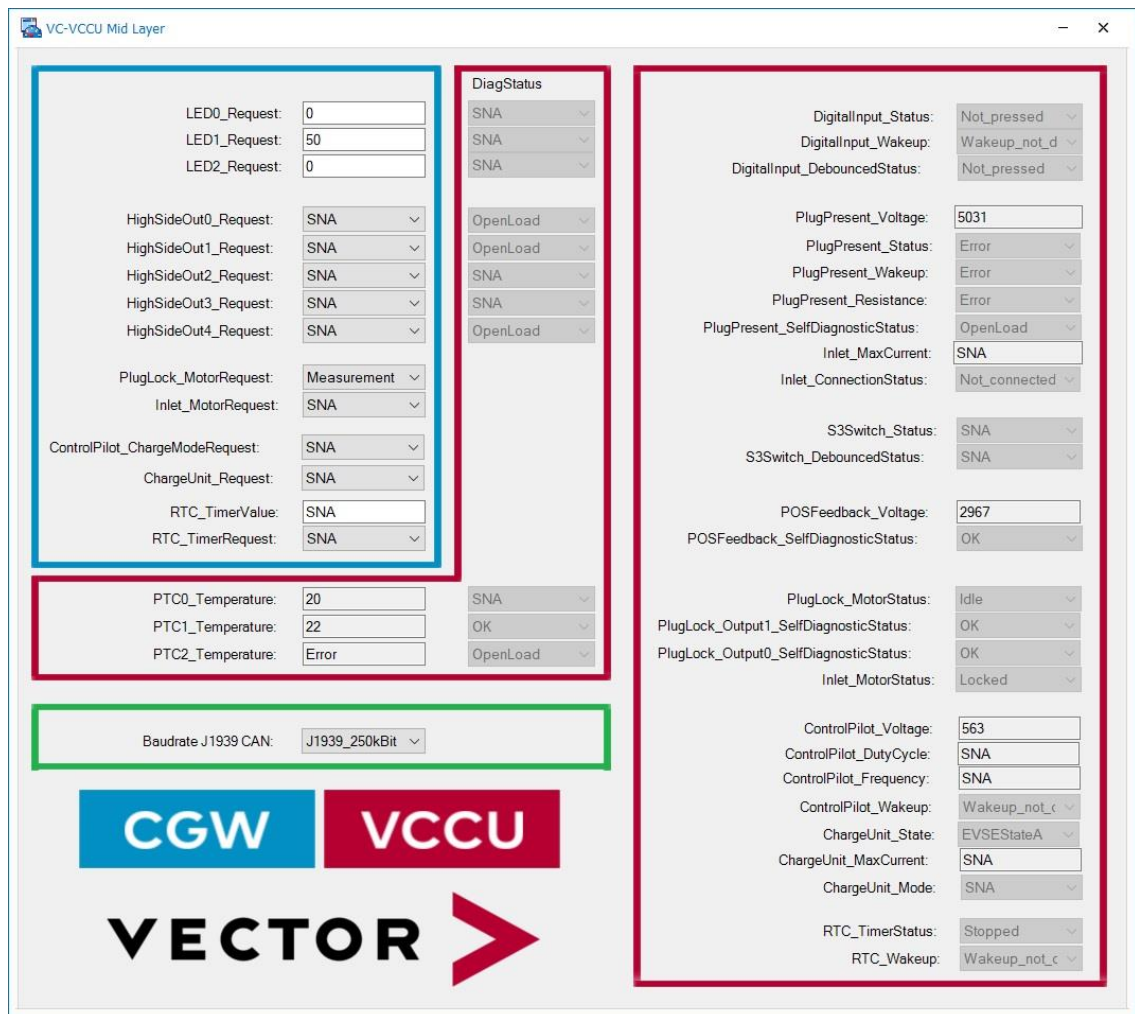 VC-VCCU Mid Layer
DiagStatus
LED0_Request: 0 SNA
LED1_Request: 50 SNA
LED2_Request: 0 SNA
HighSideOut0_Request: SNA OpenLoad
HighSideOut1_Request: SNA OpenLoad
HighSideOut2_Request: SNA SNA
HighSideOut3_Request: SNA SNA
HighSideOut4_Request: SNA OpenLoad
PlugLock_MotorRequest: Measurement
Inlet_MotorRequest: SNA
ControlPilot_ChargeModeRequest: SNA
ChargeUnit_Request: SNA
RTC_TimerValue: SNA
RTC_TimerRequest: SNA
PTC0_Temperature: 20 SNA
PTC1_Temperature: 22 OK
PTC2_Temperature: Error OpenLoad
Baudrate J1939 CAN: J1939_250kBit
CGW VCCU
VECTOR
DigitalInput_Status: Not_pressed
DigitalInput_Wakeup: Wakeup_not_d
DigitalInput_DebouncedStatus: Not_pressed
PlugPresent_Voltage: 5031
PlugPresent_Status: Error
PlugPresent_Wakeup: Error
PlugPresent_Resistance: Error
PlugPresent_SelfDiagnosticStatus: OpenLoad
Inlet_MaxCurrent: SNA
Inlet_ConnectionStatus: Not_connected
S3Switch_Status: SNA
S3Switch_DebouncedStatus: SNA
POSFeedback_Voltage: 2967
POSFeedback_SelfDiagnosticStatus: OK
PlugLock_MotorStatus: Idle
PlugLock_Output1_SelfDiagnosticStatus: OK
PlugLock_Output0_SelfDiagnosticStatus: OK
Inlet_MotorStatus: Locked
ControlPilot_Voltage: 563
ControlPilot_DutyCycle: SNA
ControlPilot_Frequency: SNA
ControlPilot_Wakeup: Wakeup_not_c
ChargeUnit_State: EVSEStateA
ChargeUnit_MaxCurrent: SNA
ChargeUnit_Mode: SNA
RTC_TimerStatus: Stopped
RTC_Wakeup: Wakeup_not_c